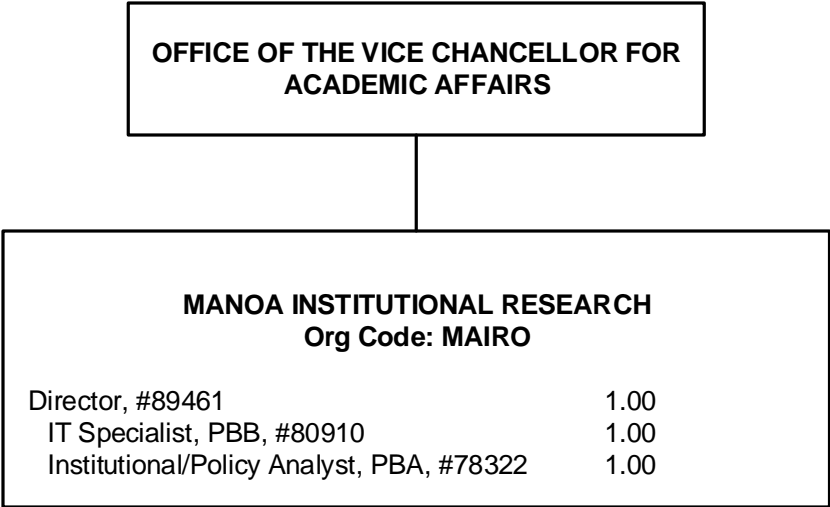 OFFICE OF THE VICE CHANCELLOR FOR
ACADEMIC AFFAIRS
MANOA INSTITUTIONAL RESEARCH
Org Code: MAIRO
Director, #89461 1.00
IT Specialist, PBB, #80910 1.00
Institutional/Policy Analyst, PBA, #78322 1.00